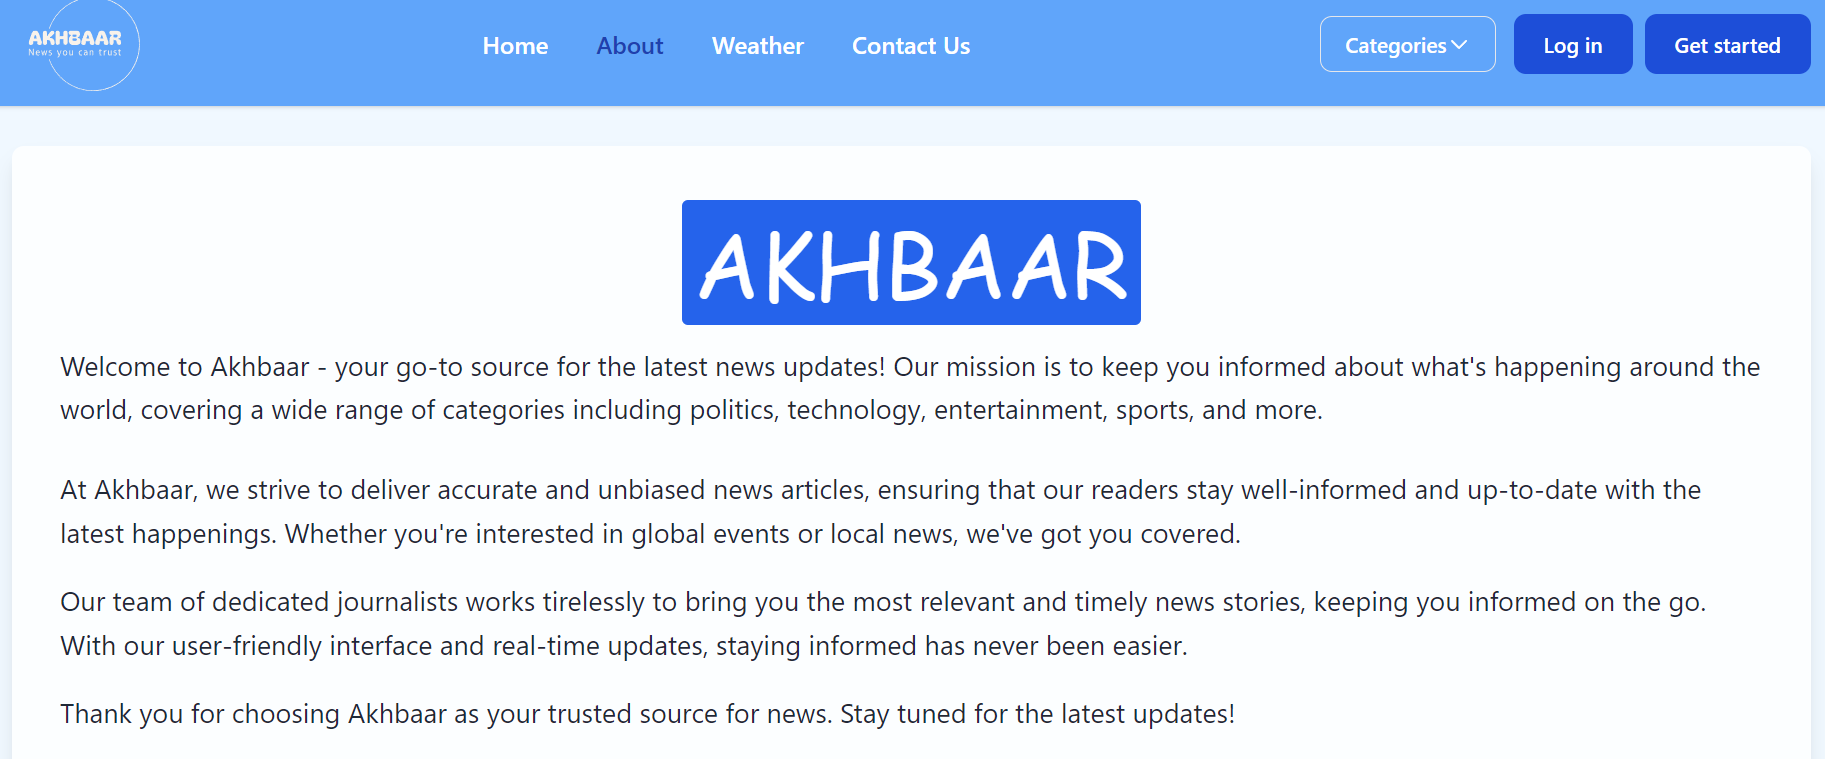 AKHBAAR
News you can trust
Home About Weather Contact Us Categories Log in Get started
AKHBAAR
Welcome to Akhbaar - your go-to source for the latest news updates! Our mission is to keep you informed about what's happening around the
world, covering a wide range of categories including politics, technology, entertainment, sports, and more.
At Akhbaar, we strive to deliver accurate and unbiased news articles, ensuring that our readers stay well-informed and up-to-date with the
latest happenings. Whether you're interested in global events or local news, we've got you covered.
Our team of dedicated journalists works tirelessly to bring you the most relevant and timely news stories, keeping you informed on the go.
With our user-friendly interface and real-time updates, staying informed has never been easier.
Thank you for choosing Akhbaar as your trusted source for news. Stay tuned for the latest updates!